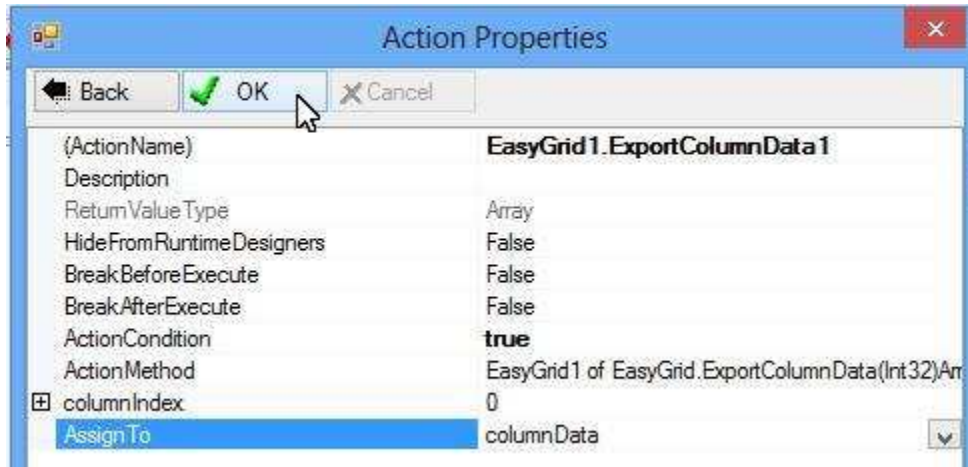 Action Properties
Back OK Cancel
(ActionName) EasyGrid1.ExportColumnData1
Description
ReturnValueType Array
HideFromRuntimeDesigners False
BreakBeforeExecute False
BreakAfterExecute False
ActionCondition true
ActionMethod EasyGrid1 of EasyGrid.ExportColumnData(Int32)Arr
columnIndex 0
AssignTo columnData